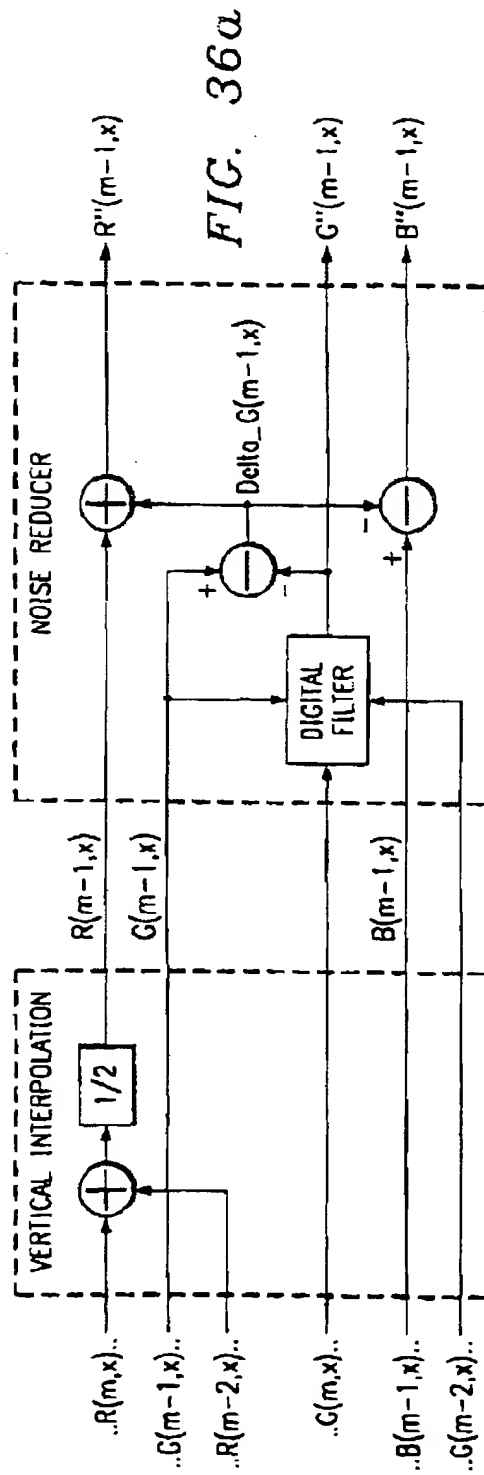 FIG. 36a
VERTICAL INTERPOLATION
NOISE REDUCER
..R(m,x)..
..G(m-1,x)..
..R(m-2,x)..
..G(m,x)..
..B(m-1,x)..
..G(m-2,x)..
+
1/2
R(m-1,x)
G(m-1,x)
B(m-1,x)
DIGITAL
FILTER
+
+
-
−
Delta_G(m-1,x)
-
+
−
R"(m-1,x)
G"(m-1,x)
B"(m-1,x)